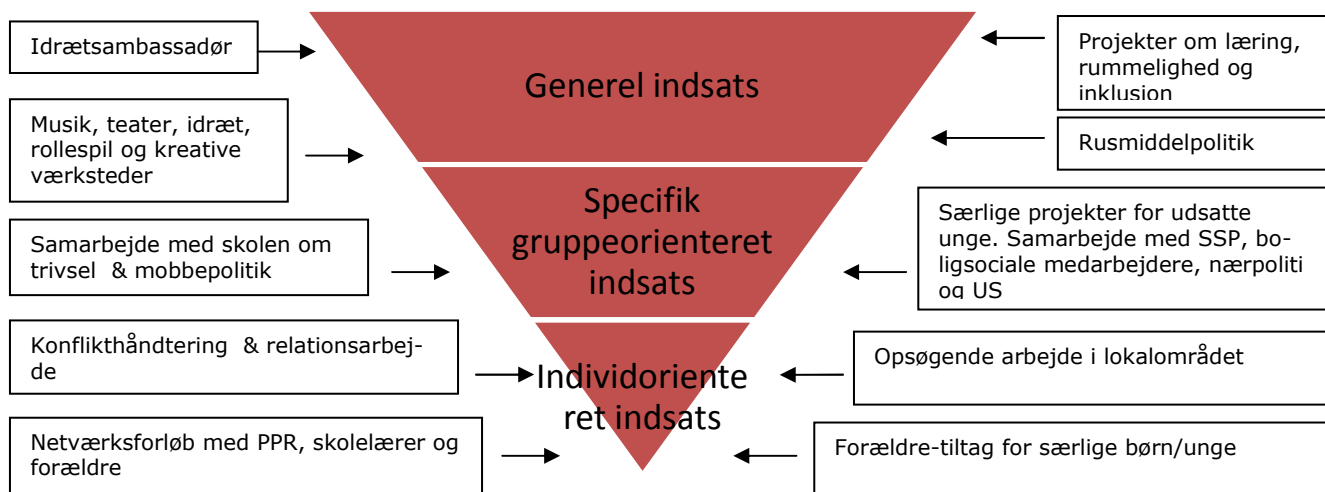 Idrætsambassadør
Musik, teater, idræt,
rollespil og kreative
værksteder
Samarbejde med skolen om
trivsel & mobbepolitik
Konflikthåndtering & relationsarbej-
de
Netværksforløb med PPR, skolelærer og
forældre
Generel indsats
Specifik
gruppeorienteret
indsats
Individoriente
ret indsats
Projekter om læring,
rummelighed og
inklusion
Rusmiddelpolitik
Særlige projekter for udsatte
unge. Samarbejde med SSP, bo-
ligsociale medarbejdere, nærpoliti
og US
Opsøgende arbejde i lokalområdet
Forældre-tiltag for særlige børn/unge